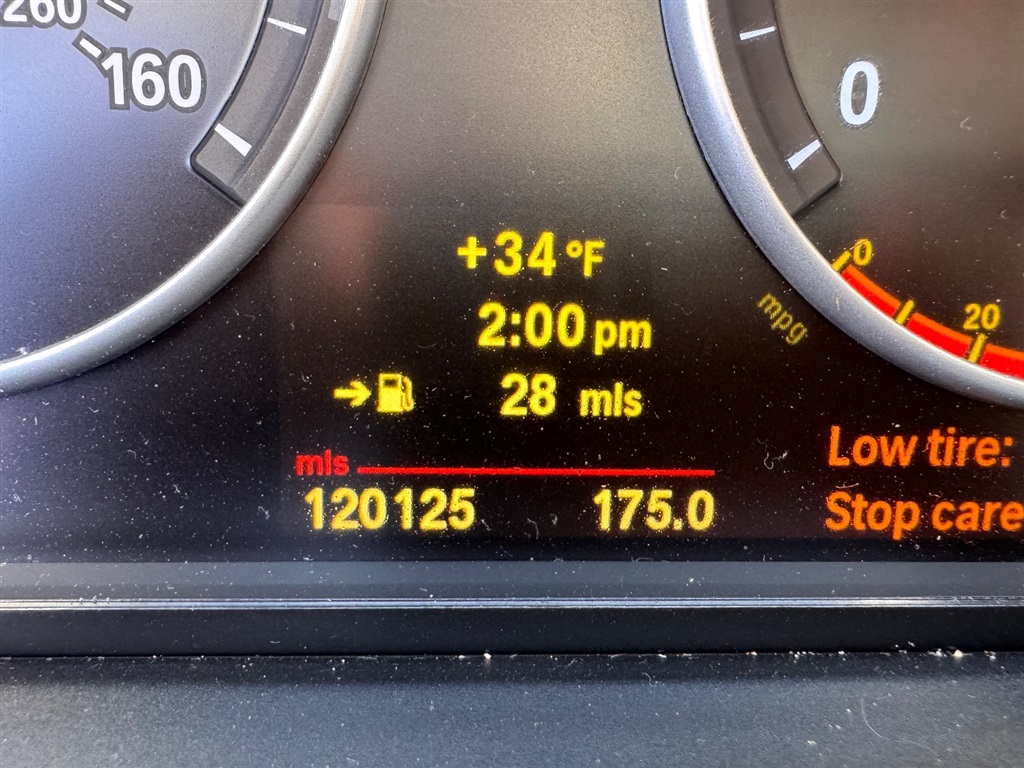 260
160
0
+34 °F
2:00 pm
28 mls
mls
120125 175.0
0
20
mpg
Low tire:
Stop care